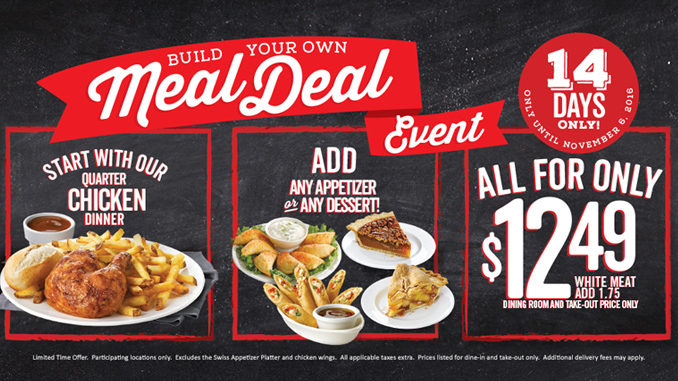 BUILD YOUR OWN
Meal Deal
Event
14
DAYS
ONLY!
ONLY UNTIL NOVEMBER 6, 2016
START WITH OUR
QUARTER
CHICKEN
DINNER
ADD
ANY APPETIZER
or ANY DESSERT!
ALL FOR ONLY
$1249
WHITE MEAT
ADD 1.75
DINING ROOM AND TAKE-OUT PRICE ONLY
Limited Time Offer. Participating locations only. Excludes the Swiss Appetizer Platter and chicken wings. All applicable taxes extra. Prices listed for dine-in and take-out only. Additional delivery fees may apply.